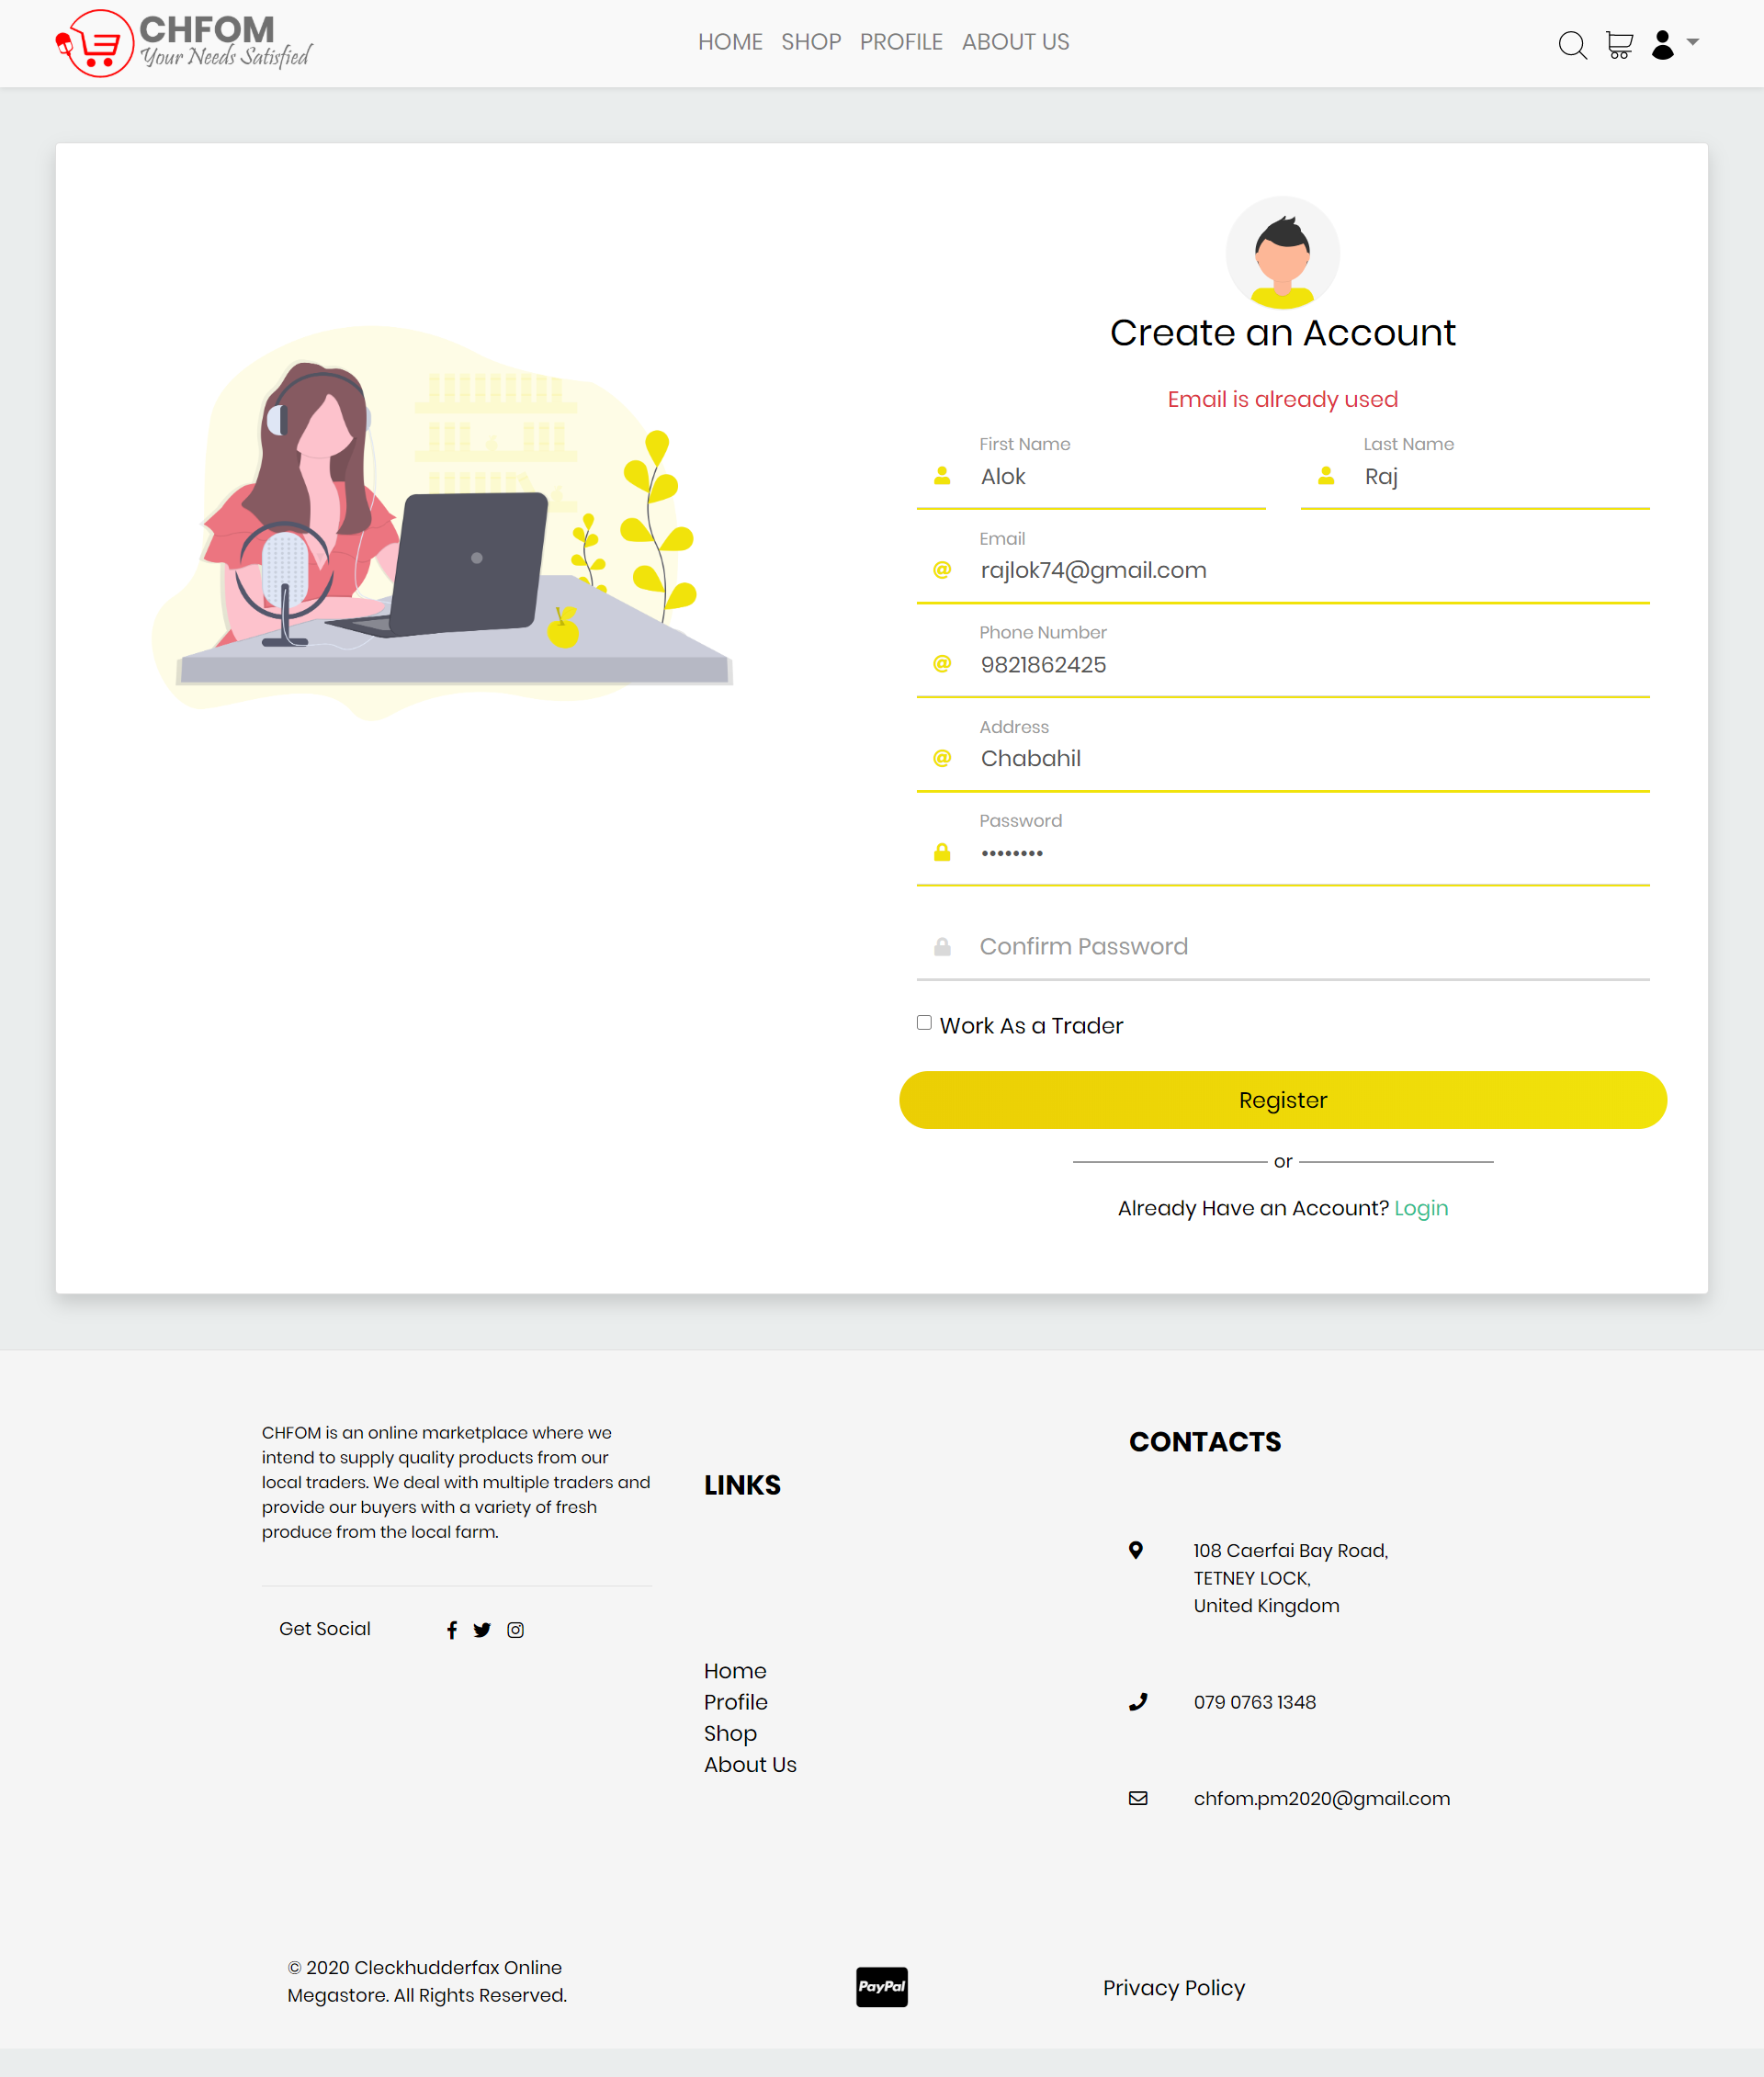 CHFOM
Your Needs Satisfied
HOME SHOP PROFILE ABOUT US
Create an Account
Email is already used
First Name
Alok
Last Name
Raj
Email
rajlok74@gmail.com
Phone Number
9821862425
Address
Chabahil
Password
••••••••
Confirm Password
Work As a Trader
Register
or
Already Have an Account? Login
CHFOM is an online marketplace where we
intend to supply quality products from our
local traders. We deal with multiple traders and
provide our buyers with a variety of fresh
produce from the local farm.
Get Social
LINKS
Home
Profile
Shop
About Us
CONTACTS
108 Caerfai Bay Road,
TETNEY LOCK,
United Kingdom
079 0763 1348
chfom.pm2020@gmail.com
© 2020 Cleckhudderfax Online
Megastore. All Rights Reserved.
PayPal
Privacy Policy